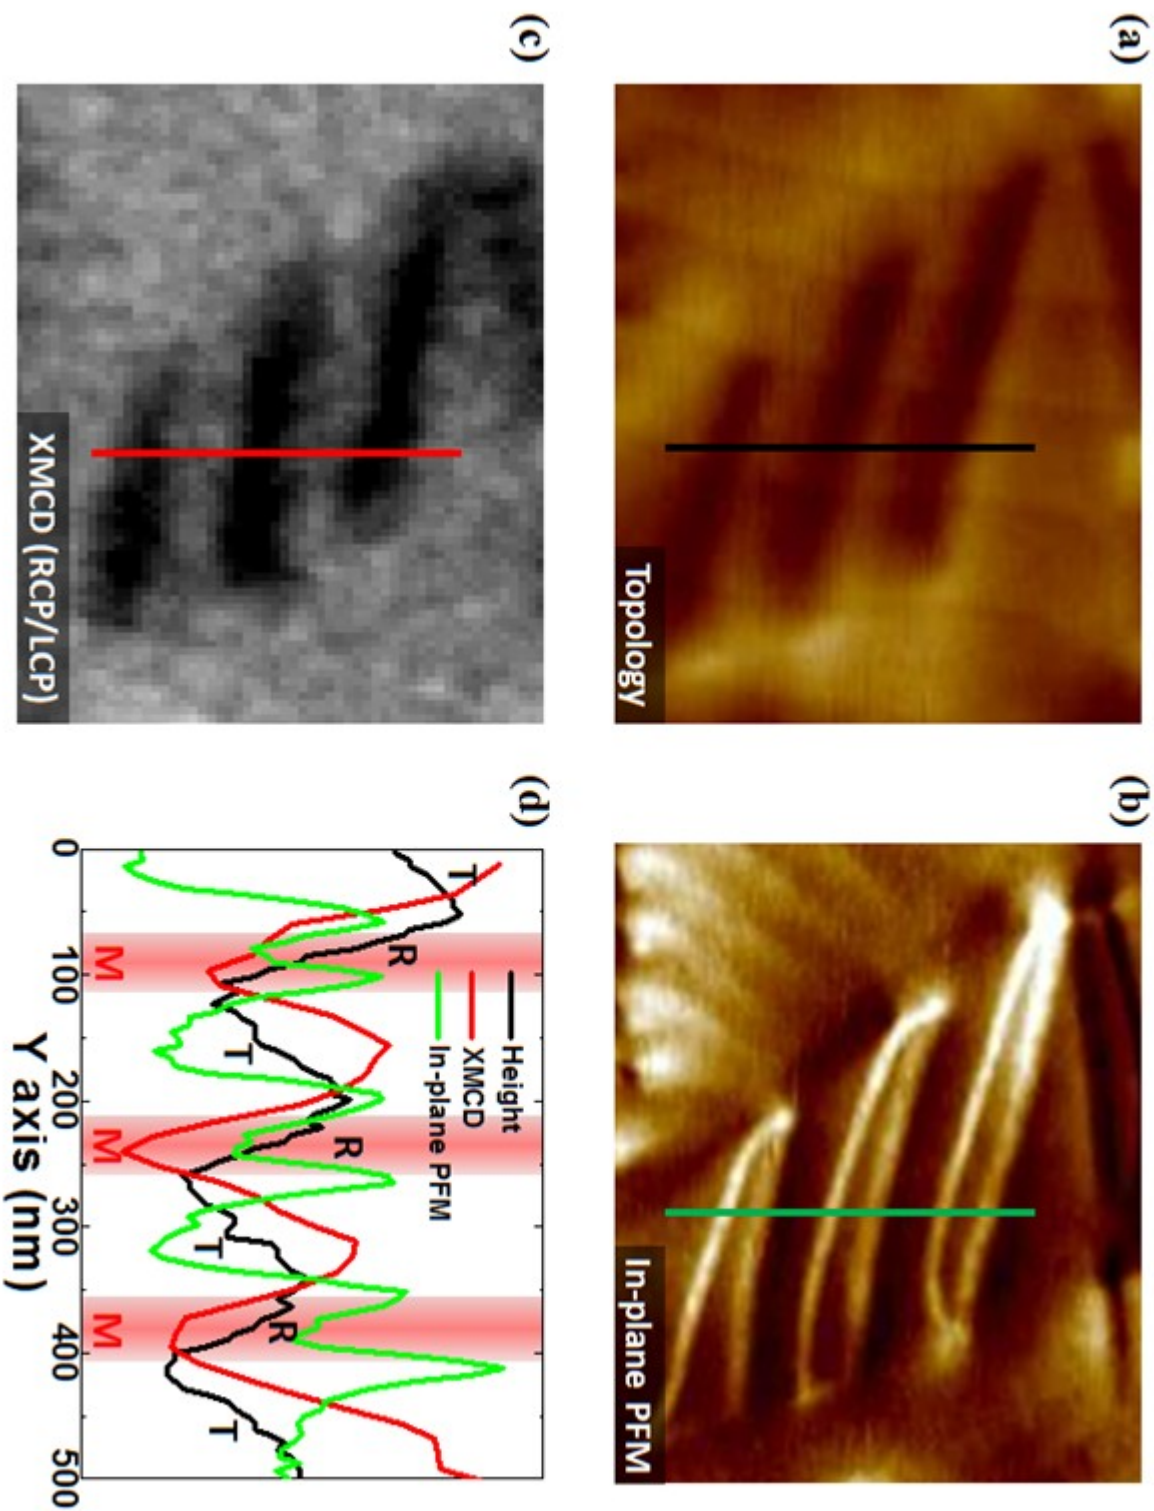 (a)
Topology
(b)
In-plane PFM
(c)
XMCD (RCP/LCP)
(d)
Height
XMCD
In-plane PFM
T
R
T
R
T
R
T
M
M
M
0
100
200
300
400
500
Y axis (nm)